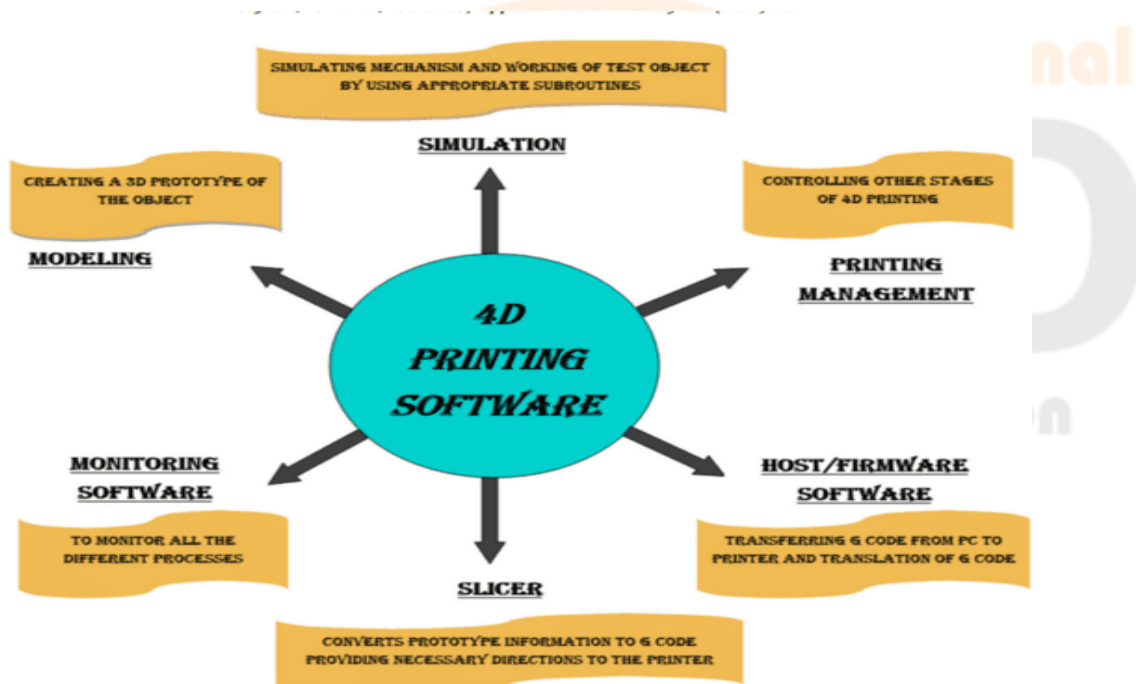 SIMULATING MECHANISM AND WORKING OF TEST OBJECT
BY USING APPROPRIATE SUBROUTINES
SIMULATION
CREATING A 3D PROTOTYPE OF
THE OBJECT
MODELING
CONTROLLING OTHER STAGES
OF 4D PRINTING
PRINTING
MANAGEMENT
4D
PRINTING
SOFTWARE
MONITORING
SOFTWARE
TO MONITOR ALL THE
DIFFERENT PROCESSES
HOST/FIRMWARE
SOFTWARE
TRANSFERRING G CODE FROM PC TO
PRINTER AND TRANSLATION OF G CODE
SLICER
CONVERTS PROTOTYPE INFORMATION TO G CODE
PROVIDING NECESSARY DIRECTIONS TO THE PRINTER
nal